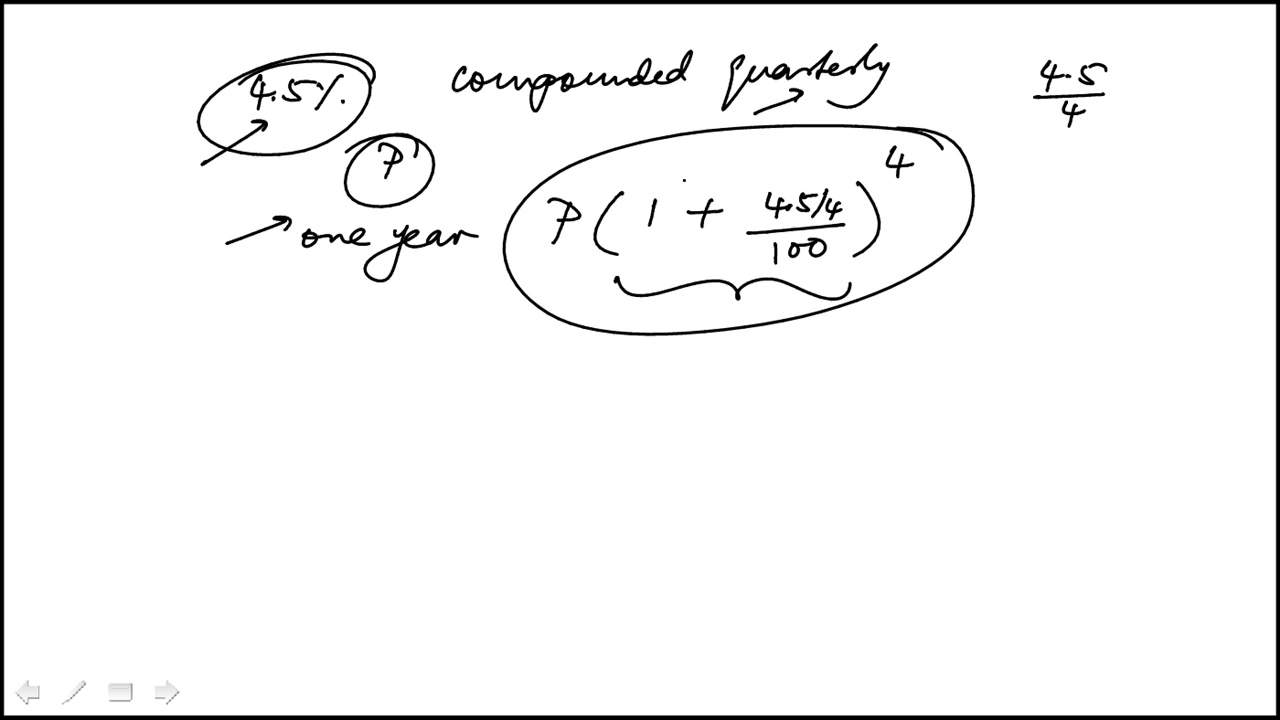 4.5% compounded quarterly 4.5/4
P
one year P(1 + (4.5/4)/100)^4